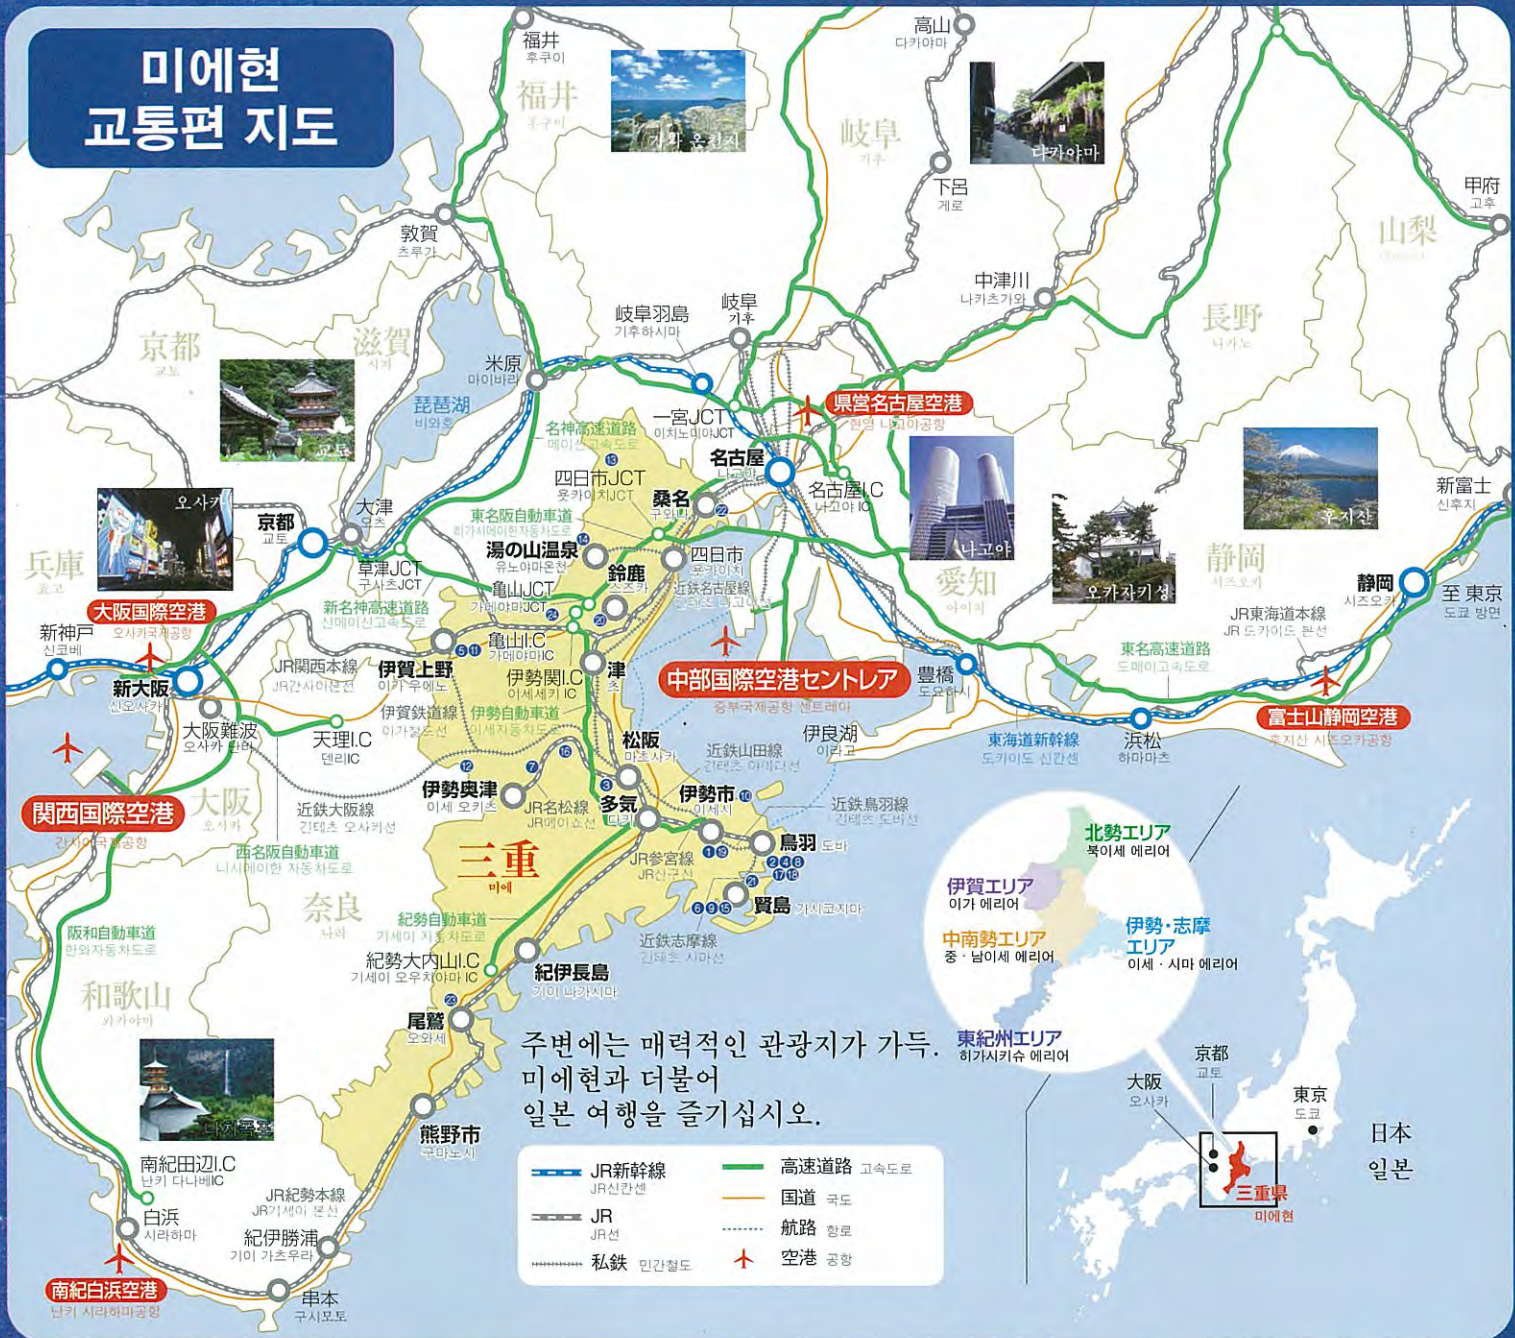 미에현
교통편 지도
福井
후쿠이
福井
후쿠이
高山
다카야마
다카야마
岐阜
기후
下呂
게로
甲府
고후
山梨
敦賀
츠루가
中津川
나카츠가와
長野
나가노
岐阜羽島
기후하시마
岐阜
기후
京都
교토
滋賀
시가
米原
마이바라
琵琶湖
비와호
교토
県営名古屋空港
현영 나고야공항
一宮JCT
이치노미야JCT
名神高速道路
메이신고속도로
名古屋
나고야
名古屋I.C
나고야 IC
나고야
후지산
新富士
신후지
四日市JCT
욧카이치JCT
桑名
구와나
東名阪自動車道
히가시메이한자동차도로
오사카
大津
오츠
京都
교토
草津JCT
구사츠JCT
湯の山温泉
유노야마온천
四日市
욧카이치
鈴鹿
스즈카
亀山JCT
가메야마JCT
近鉄名古屋線
긴테츠 나고야선
兵庫
효고
愛知
아이치
오카자키성
静岡
시즈오카
静岡
시즈오카
至 東京
도쿄 방면
JR東海道本線
JR 도카이도 본선
大阪国際空港
오사카국제공항
新神戸
신코베
新名神高速道路
신메이신고속도로
亀山I.C
가메야마IC
伊賀上野
이가 우에노
JR関西本線
JR간사이본선
伊勢関I.C
이세세키 IC
津
츠
中部国際空港セントレア
중부국제공항 센트레아
豊橋
도요하시
東名高速道路
도메이고속도로
新大阪
신오사카
大阪難波
오사카 난바
天理I.C
덴리IC
伊賀鉄道線
이가철도선
伊勢自動車道
이세자동차도로
伊良湖
이라고
東海道新幹線
도카이도 신칸센
浜松
하마마츠
富士山静岡空港
후지산 시즈오카공항
松阪
마츠사카
近鉄山田線
긴테츠 야마다선
関西国際空港
간사이국제공항
大阪
오사카
近鉄大阪線
긴테츠 오사카선
伊勢奥津
이세 오키츠
JR名松線
JR메이쇼선
多気
다키
伊勢市
이세시
近鉄鳥羽線
긴테츠 도바선
西名阪自動車道
니시메이한 자동차도로
三重
미에
JR参宮線
JR산구선
鳥羽 도바
賢島 가시코지마
近鉄志摩線
긴테츠 시마선
奈良
나라
阪和自動車道
한와자동차도로
紀勢自動車道
기세이 자동차도로
紀勢大内山I.C
기세이 오우치야마 IC
紀伊長島
기이 나가시마
和歌山
와카야마
尾鷲
오와세
熊野市
구마노시
南紀田辺I.C
난키 다나베IC
白浜
시라하마
JR紀勢本線
JR기세이 본선
紀伊勝浦
기이 가츠우라
南紀白浜空港
난키 시라하마공항
串本
구시모토
주변에는 매력적인 관광지가 가득.
미에현과 더불어
일본 여행을 즐기십시오.
JR新幹線
JR신칸센
JR
JR선
私鉄 민간철도
高速道路 고속도로
国道 국도
航路 항로
空港 공항
北勢エリア
북이세 에리어
伊賀エリア
이가 에리어
中南勢エリア
중・남이세 에리어
伊勢・志摩
エリア
이세・시마 에리어
東紀州エリア
히가시키슈 에리어
京都
교토
大阪
오사카
東京
도쿄
三重県
미에현
日本
일본